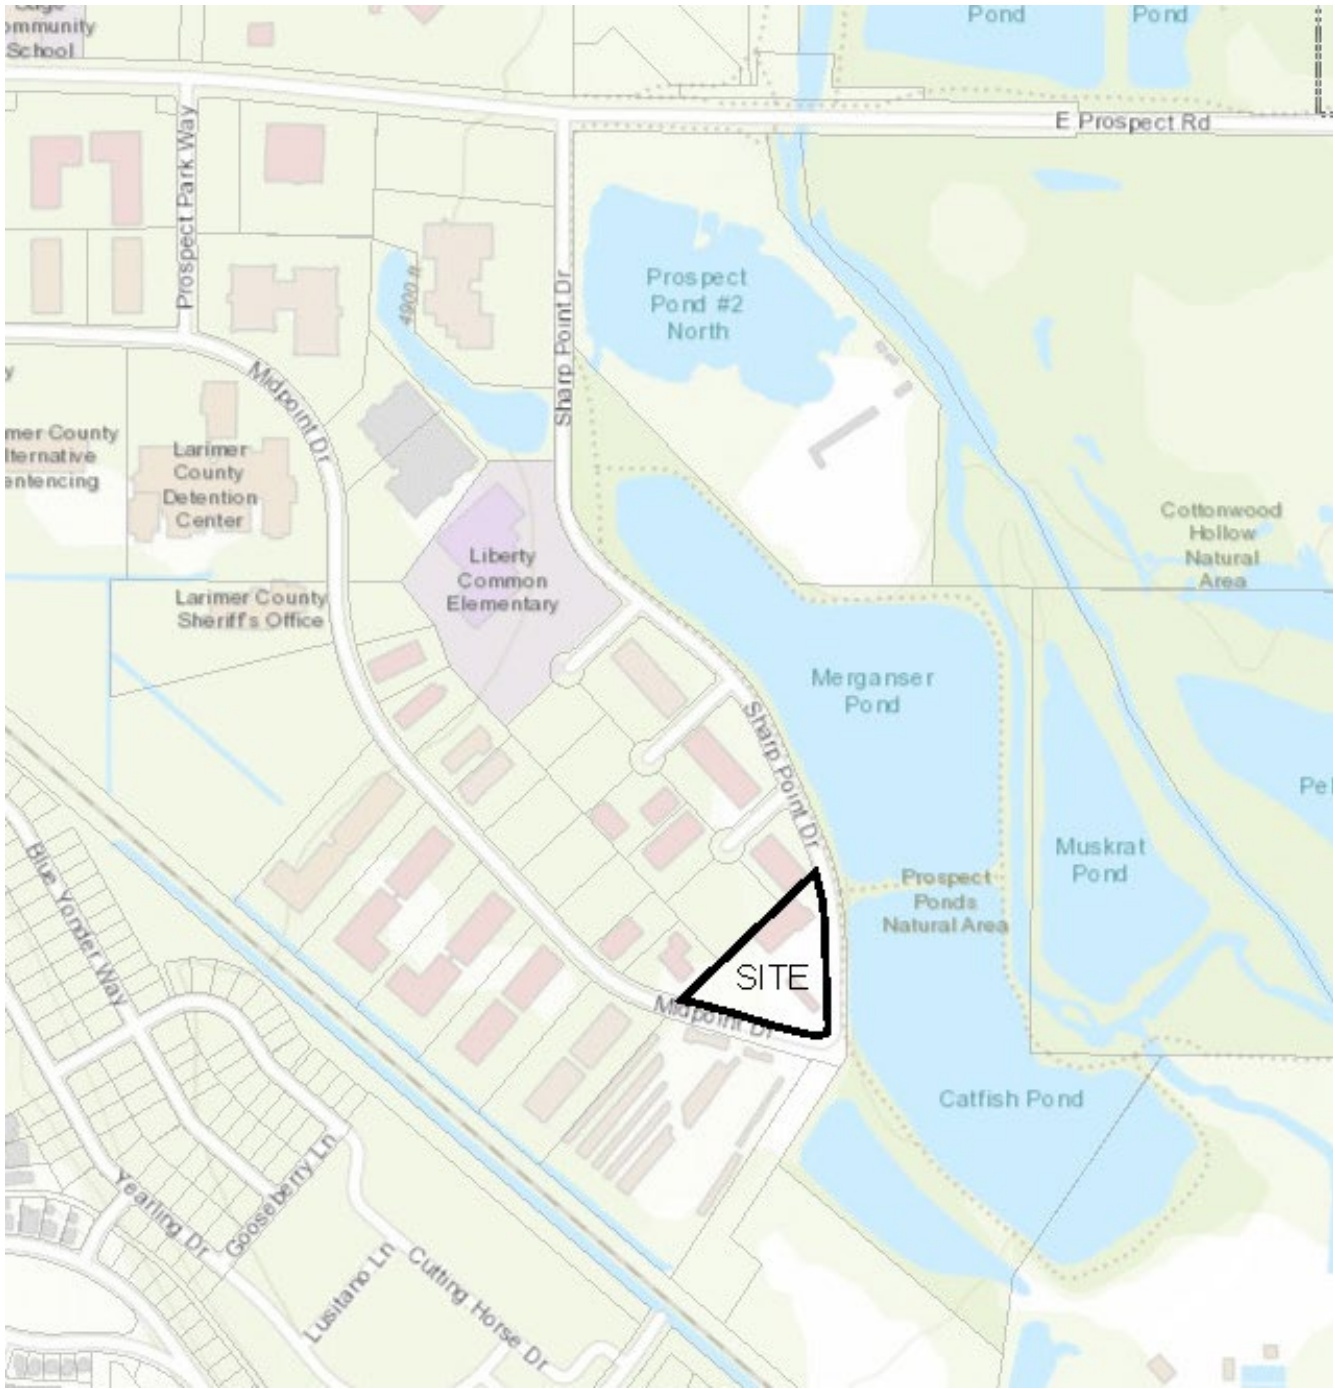 ommunity
School
Pond
Pond
E Prospect Rd
Prospect Park Way
Prospect
Pond #2
North
4900 ft
Sharp Point Dr
Midpoint Dr
mer County
lternative
entencing
Larimer
County
Detention
Center
Cottonwood
Hollow
Natural
Area
Liberty
Common
Elementary
Larimer County
Sheriff's Office
Merganser
Pond
Sharp Point Dr
Pel
Muskrat
Pond
Prospect
Ponds
Natural Area
Blue Yonder Way
SITE
Midpoint Dr
Catfish Pond
Gooseberry Ln
Yearling Dr
Lusitano Ln
Cutting Horse Dr